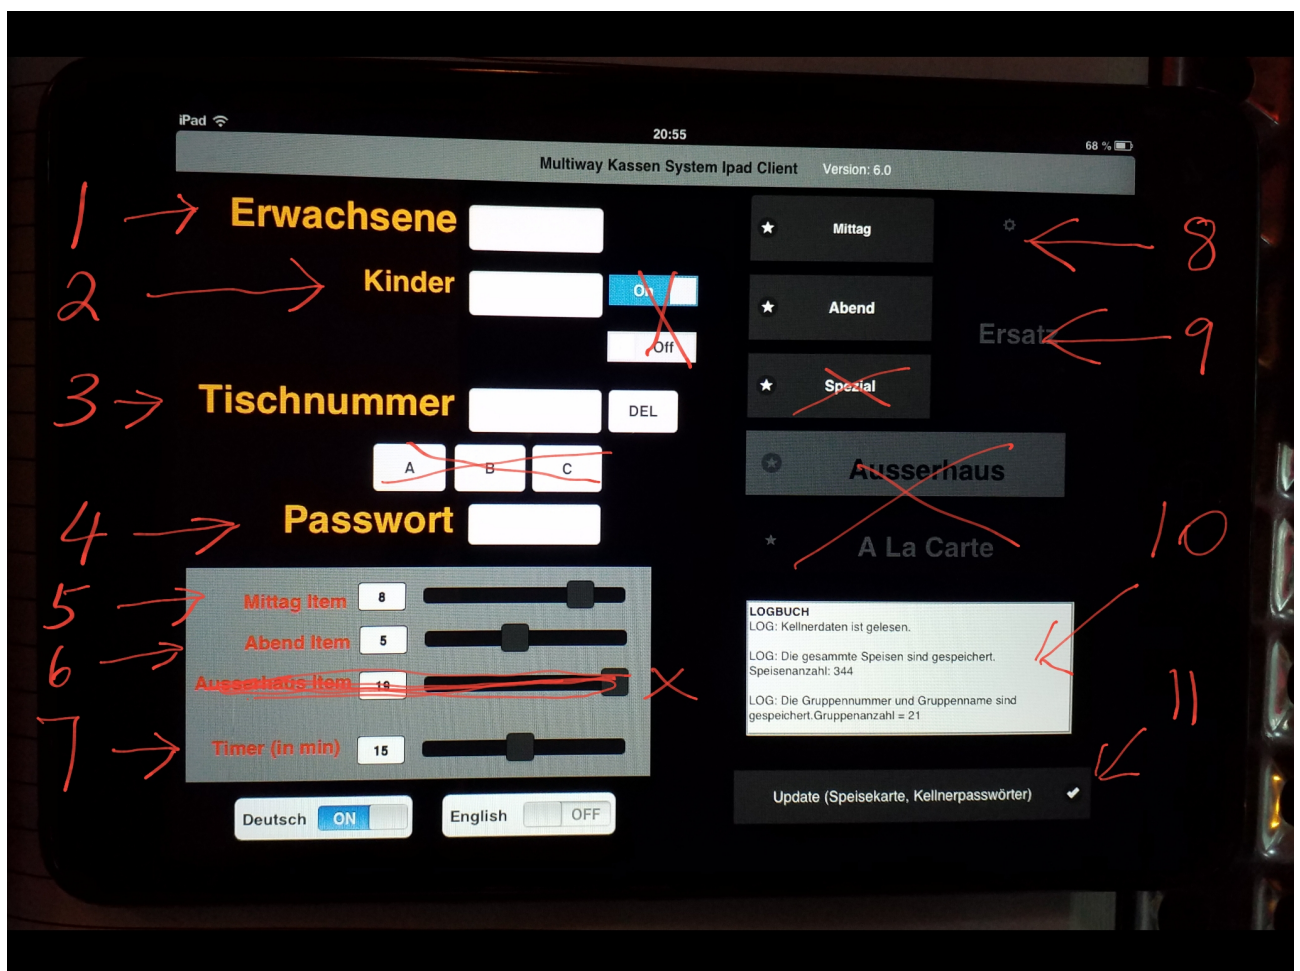 iPad
20:55
68 %
Multiway Kassen System Ipad Client Version: 6.0
1 Erwachsene
2 Kinder On
Off
3 Tischnummer DEL
A B C
4 Passwort
5 Mittag Item 8
6 Abend Item 5
Ausserhaus Item 19 X
7 Timer (in min) 15
Deutsch ON English OFF
Mittag 8
Abend
Ersatz 9
Spezial
Ausserhaus
A La Carte
10
LOGBUCH
LOG: Kellnerdaten ist gelesen.
LOG: Die gesammte Speisen sind gespeichert.
Speisenanzahl: 344
LOG: Die Gruppennummer und Gruppenname sind
gespeichert.Gruppenanzahl = 21
11
Update (Speisekarte, Kellnerpasswörter)